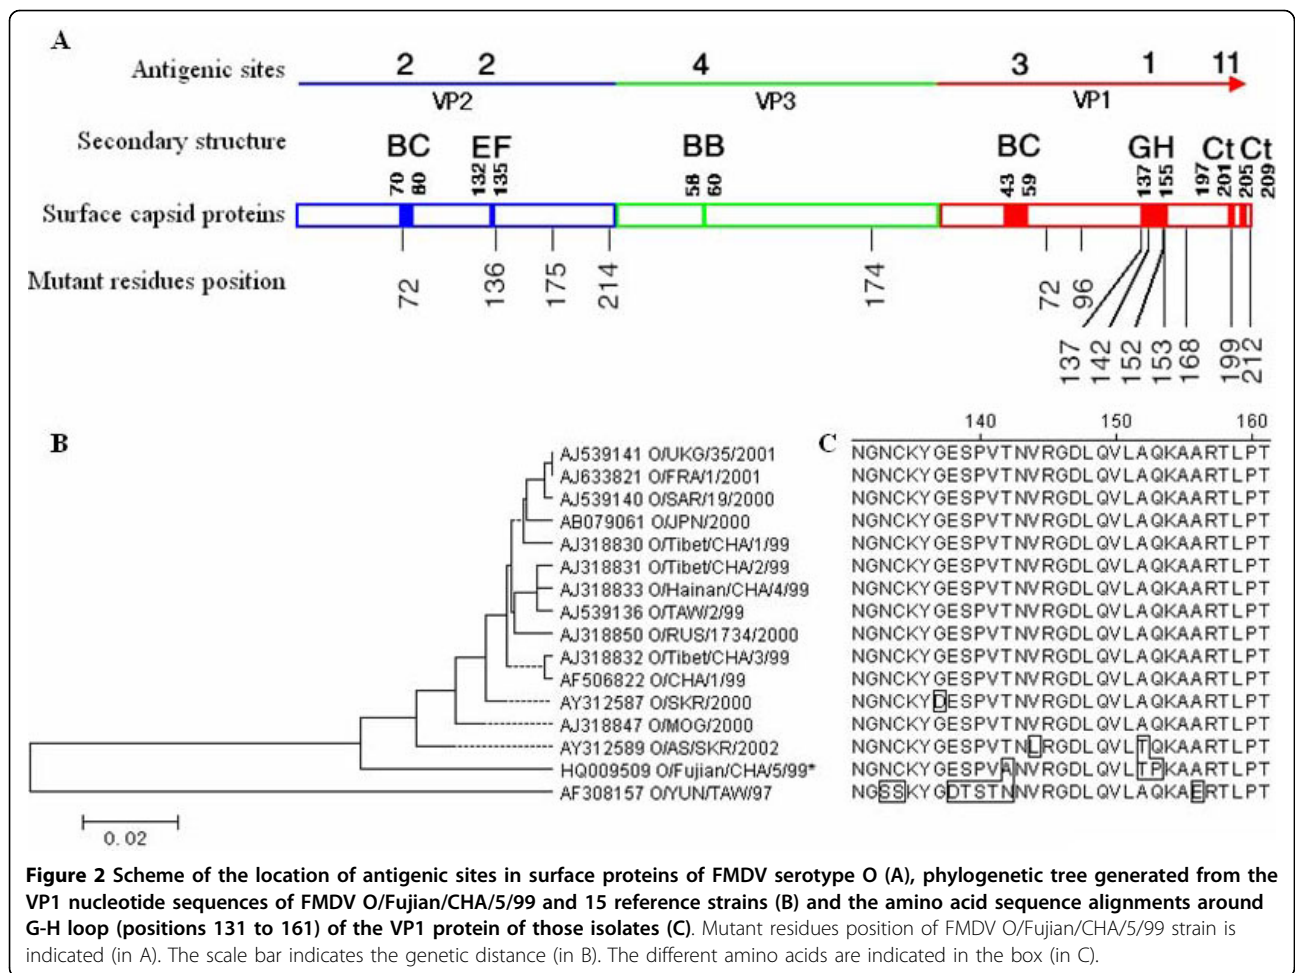 A
Antigenic sites 2 2 4 3 1 11
VP2 VP3 VP1
Secondary structure BC EF BB BC GH Ct Ct
70 80 132 135 58 60 43 59 137 155 197 201 205 209
Surface capsid proteins
Mutant residues position 72 136 175 214 174 72 96
137 142 152 153 168 199 212
B
C 140 150 160
AJ539141 O/UKG/35/2001 NGNCKYGESPVTNVRGDLQVLAQKAARTLPT
AJ633821 O/FRA/1/2001 NGNCKYGESPVTNVRGDLQVLAQKAARTLPT
AJ539140 O/SAR/19/2000 NGNCKYGESPVTNVRGDLQVLAQKAARTLPT
AB079061 O/JPN/2000 NGNCKYGESPVTNVRGDLQVLAQKAARTLPT
AJ318830 O/Tibet/CHA/1/99 NGNCKYGESPVTNVRGDLQVLAQKAARTLPT
AJ318831 O/Tibet/CHA/2/99 NGNCKYGESPVTNVRGDLQVLAQKAARTLPT
AJ318833 O/Hainan/CHA/4/99 NGNCKYGESPVTNVRGDLQVLAQKAARTLPT
AJ539136 O/TAW/2/99 NGNCKYGESPVTNVRGDLQVLAQKAARTLPT
AJ318850 O/RUS/1734/2000 NGNCKYGESPVTNVRGDLQVLAQKAARTLPT
AJ318832 O/Tibet/CHA/3/99 NGNCKYGESPVTNVRGDLQVLAQKAARTLPT
AF506822 O/CHA/1/99 NGNCKYGESPVTNVRGDLQVLAQKAARTLPT
AY312587 O/SKR/2000 NGNCKYDESPVTNVRGDLQVLAQKAARTLPT
AJ318847 O/MOG/2000 NGNCKYGESPVTNVRGDLQVLAQKAARTLPT
AY312589 O/AS/SKR/2002 NGNCKYGESPVTNLRGDLQVLTQKAARTLPT
HQ009509 O/Fujian/CHA/5/99* NGNCKYGESPVANVRGDLQVLTPKAARTLPT
AF308157 O/YUN/TAW/97 NGSSKYGDTSTNNVRGDLQVLAQKAERTLPT
0.02
Figure 2 Scheme of the location of antigenic sites in surface proteins of FMDV serotype O (A), phylogenetic tree generated from the
VP1 nucleotide sequences of FMDV O/Fujian/CHA/5/99 and 15 reference strains (B) and the amino acid sequence alignments around
G-H loop (positions 131 to 161) of the VP1 protein of those isolates (C). Mutant residues position of FMDV O/Fujian/CHA/5/99 strain is
indicated (in A). The scale bar indicates the genetic distance (in B). The different amino acids are indicated in the box (in C).